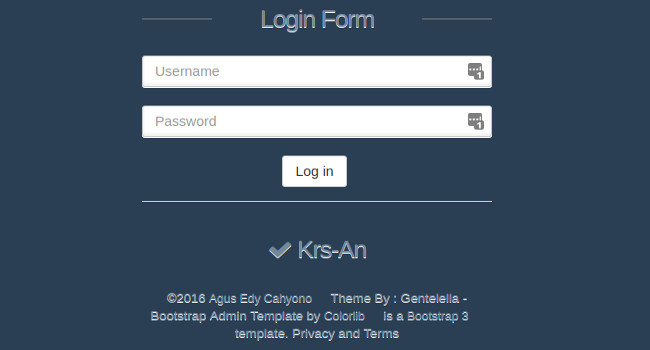 Login Form
Username
Password
Log in
Krs-An
©2016 Agus Edy Cahyono Theme By : Gentelella -
Bootstrap Admin Template by Colorlib is a Bootstrap 3
template. Privacy and Terms